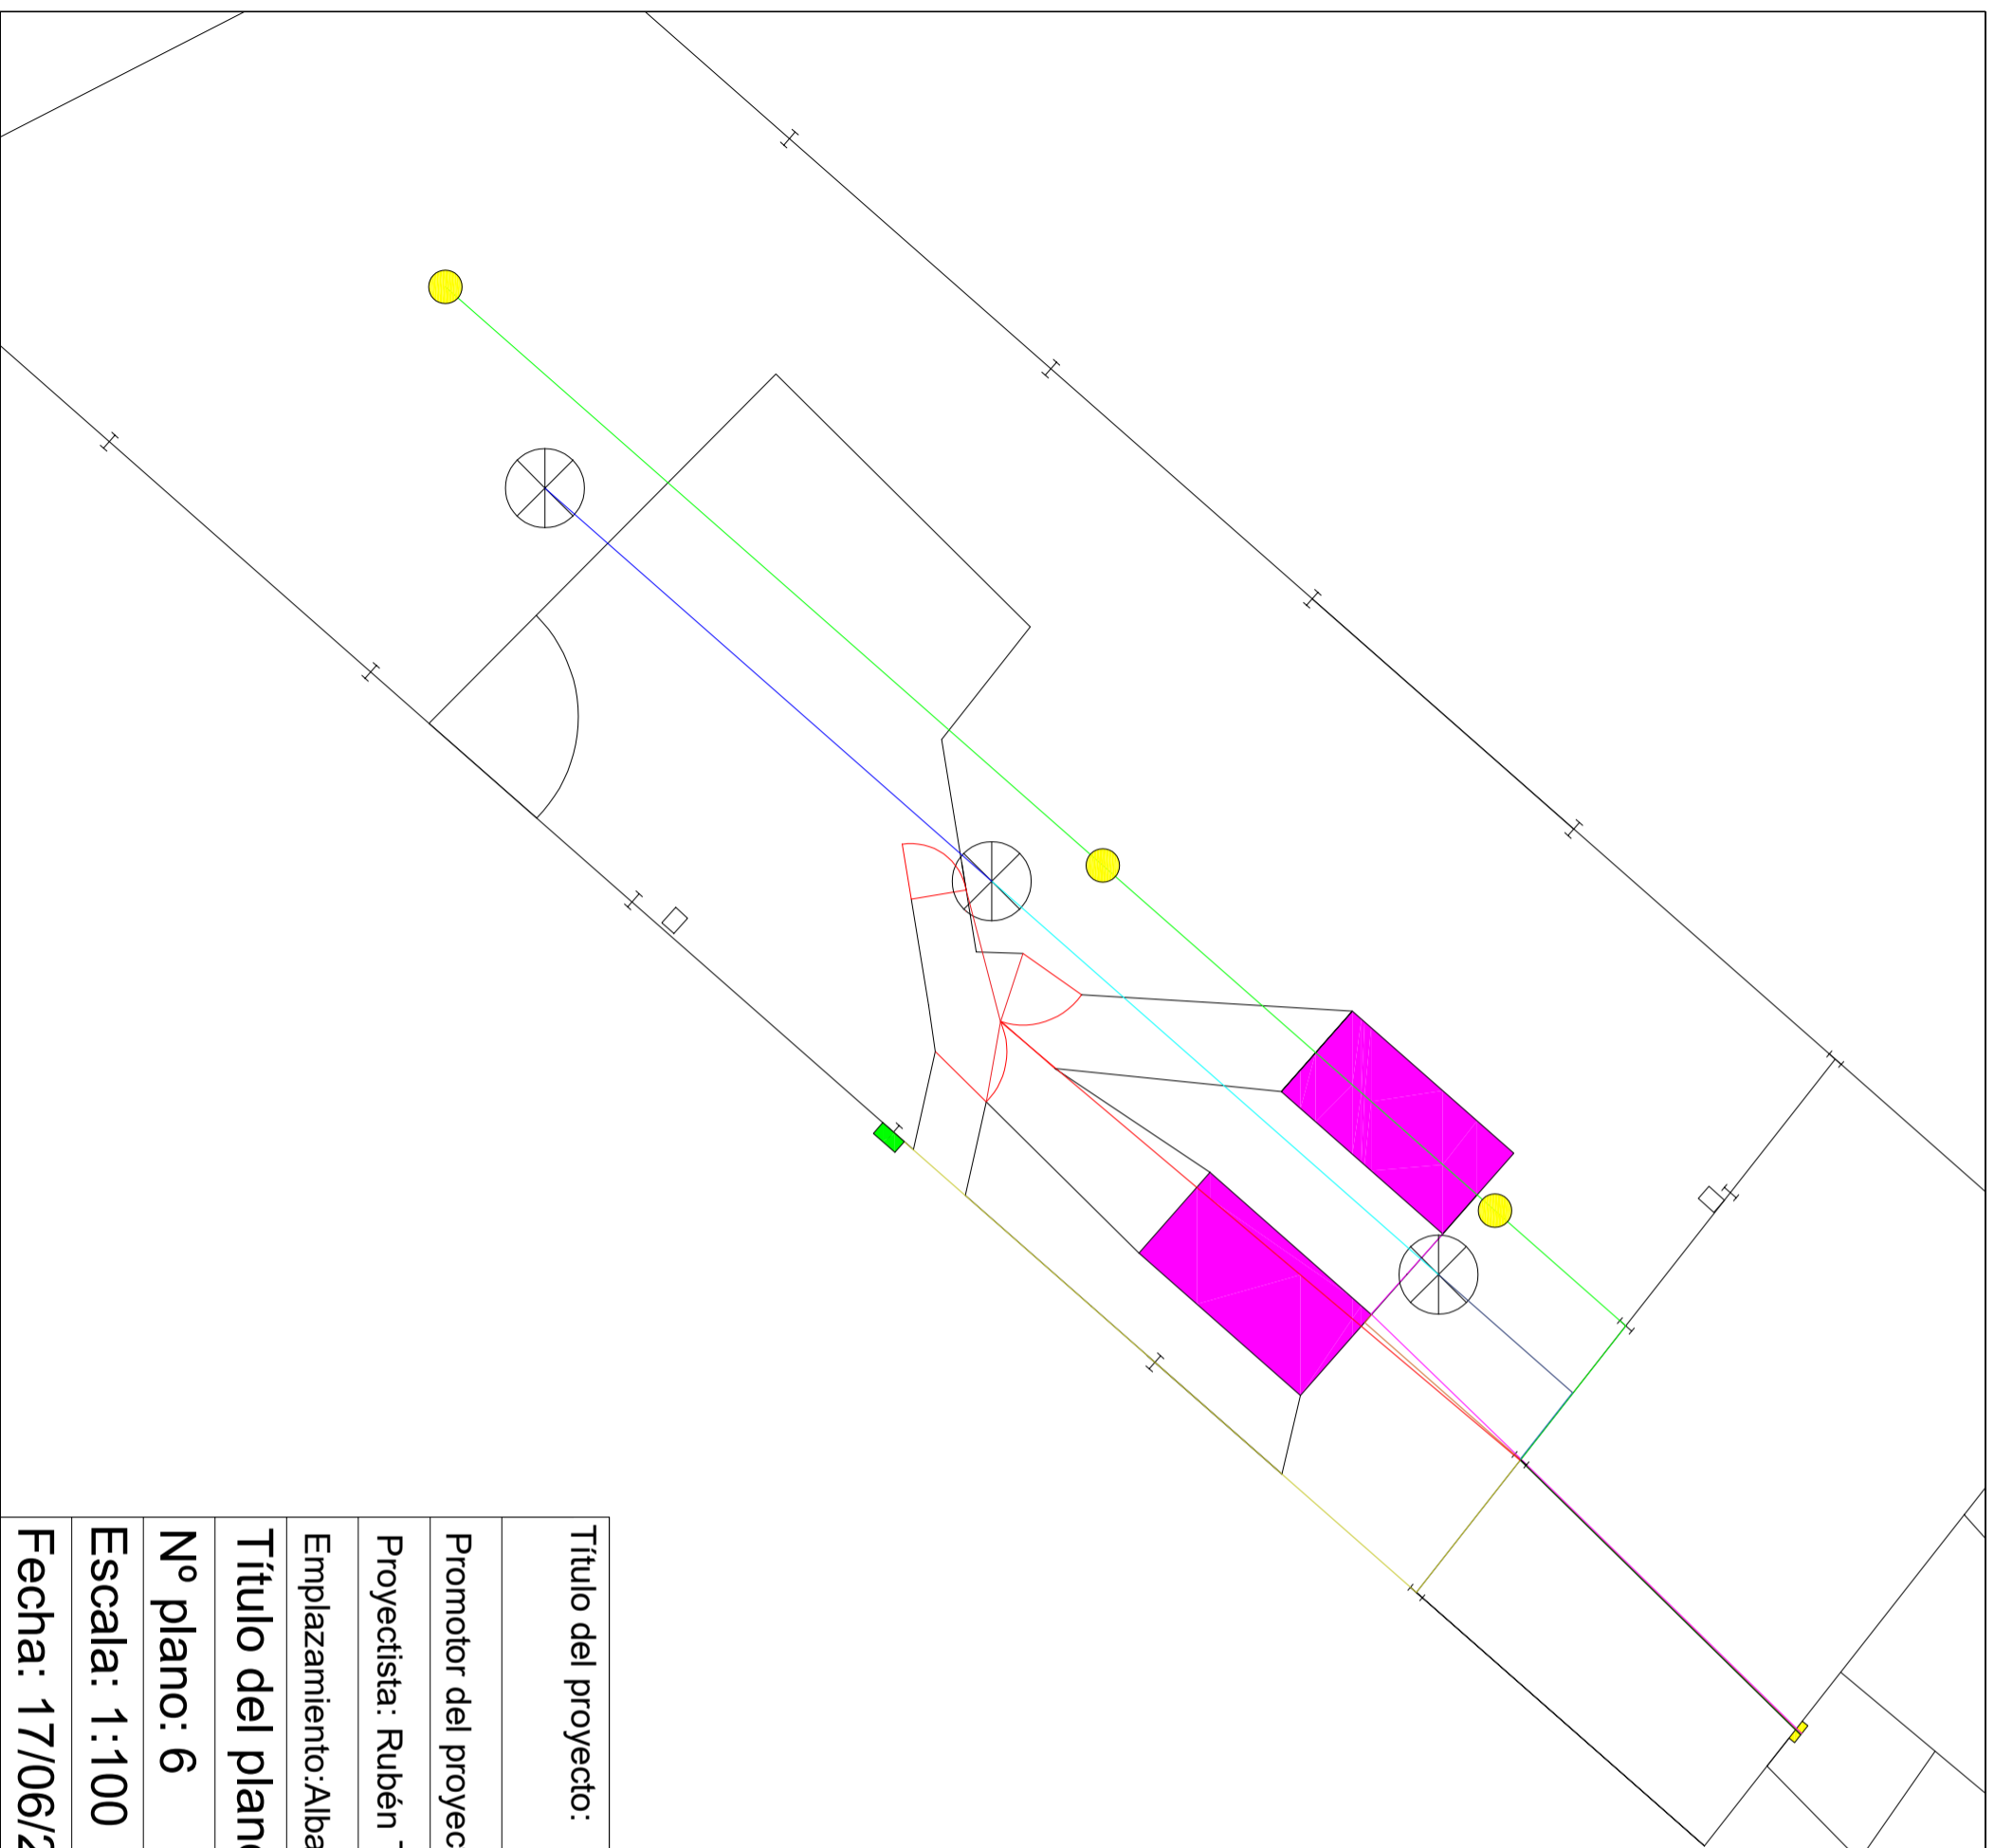 Título del proyecto:
Promotor del proyec
Proyectista: Rubén
Emplazamiento:Alba
Título del plano
Nº plano: 6
Escala: 1:100
Fecha: 17/06/2